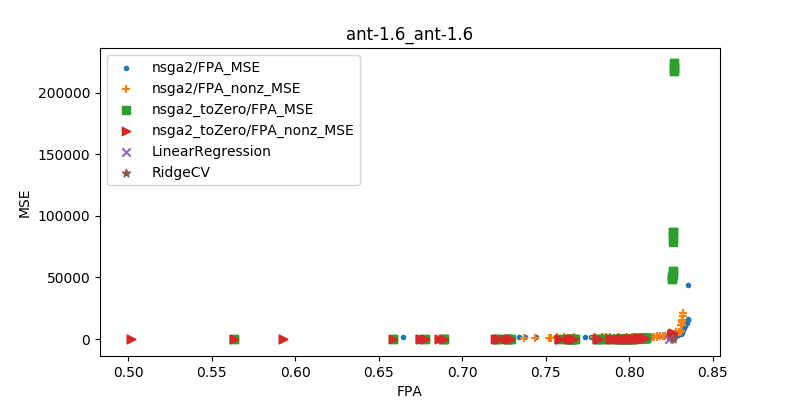 ant-1.6_ant-1.6
nsga2/FPA_MSE
nsga2/FPA_nonz_MSE
nsga2_toZero/FPA_MSE
nsga2_toZero/FPA_nonz_MSE
LinearRegression
RidgeCV
MSE
200000
150000
100000
50000
0
0.50 0.55 0.60 0.65 0.70 0.75 0.80 0.85
FPA